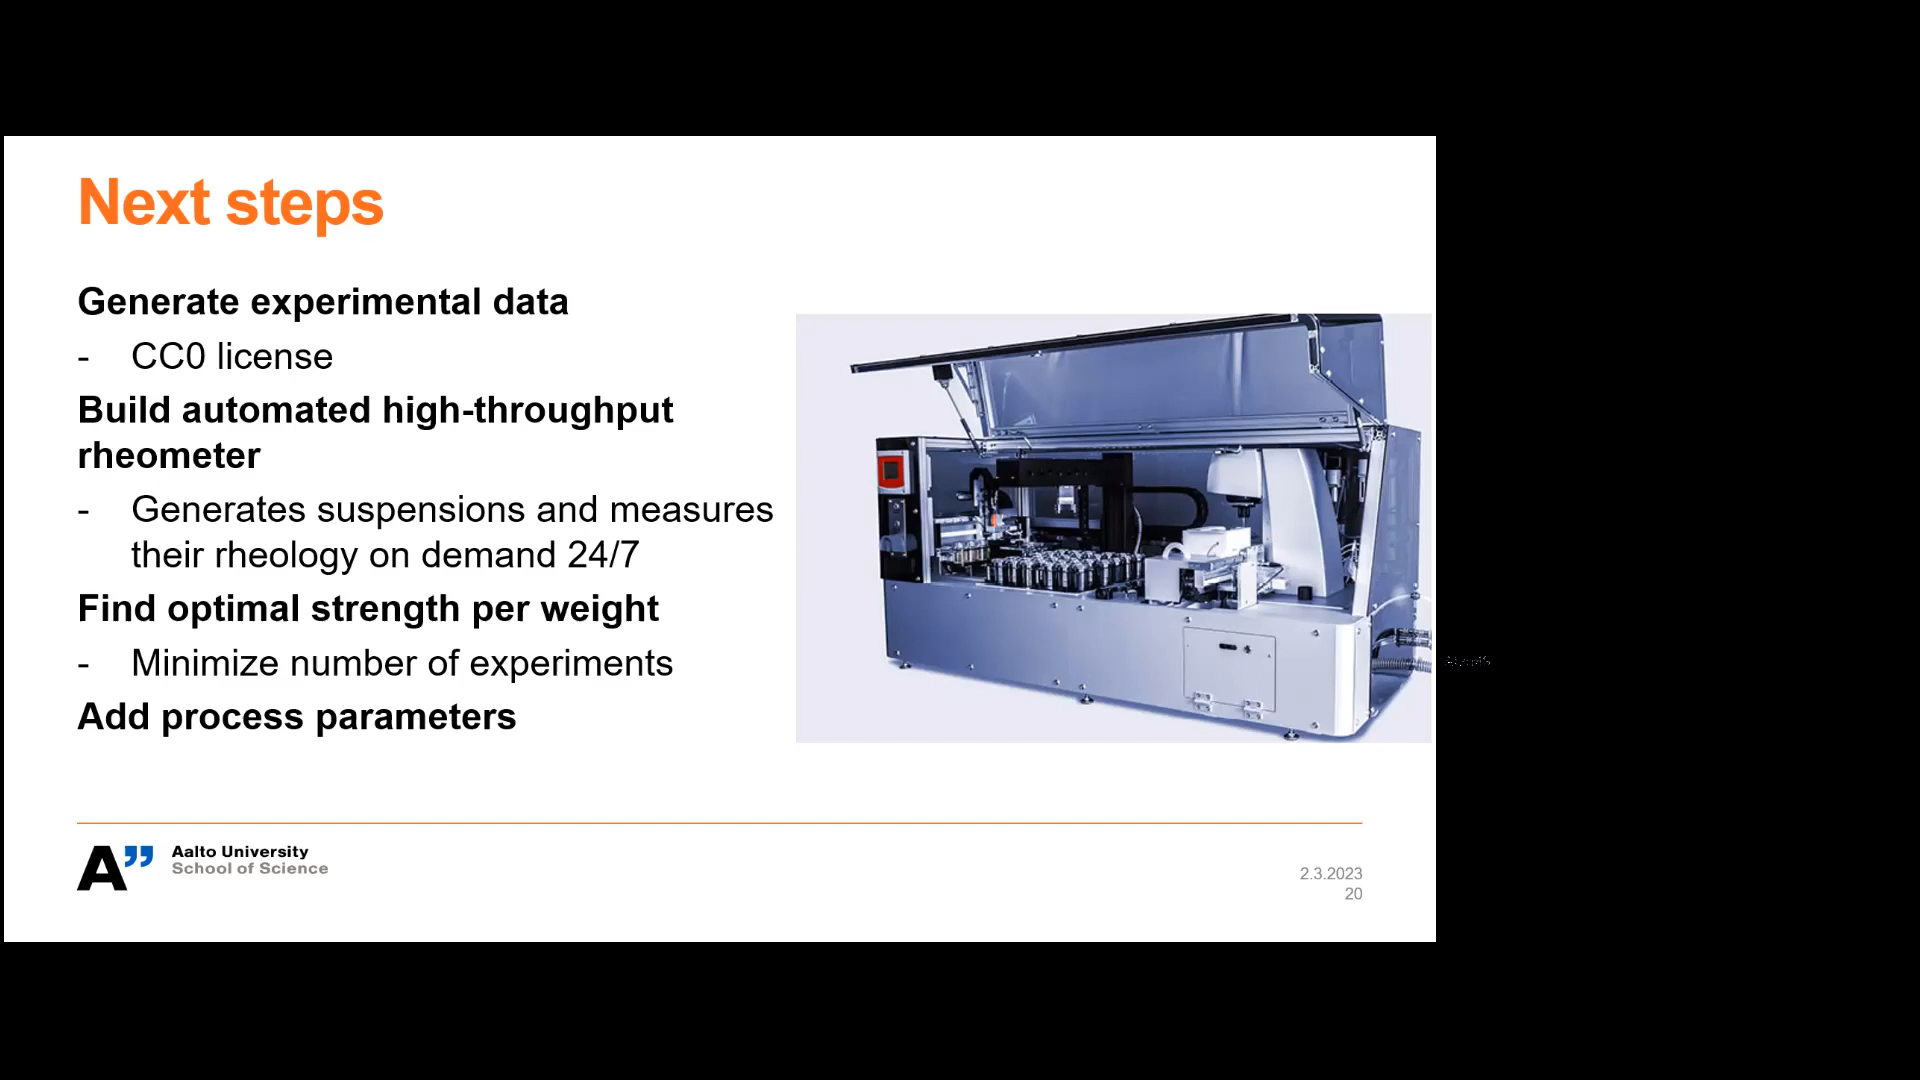 Next steps
Generate experimental data
- CC0 license
Build automated high-throughput
rheometer
- Generates suspensions and measures
their rheology on demand 24/7
Find optimal strength per weight
- Minimize number of experiments
Add process parameters
A”
Aalto University
School of Science
2.3.2023
20